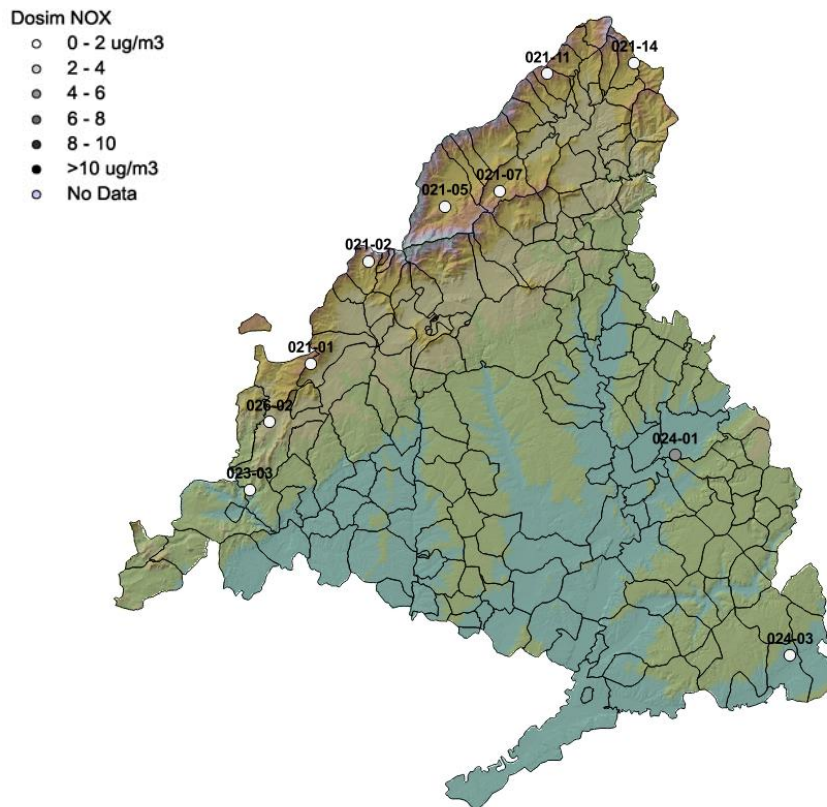 Dosim NOX
0 - 2 ug/m3
2 - 4
4 - 6
6 - 8
8 - 10
>10 ug/m3
No Data
021-14
021-11
021-07
021-05
021-02
021-01
026-02
024-01
023-03
024-03